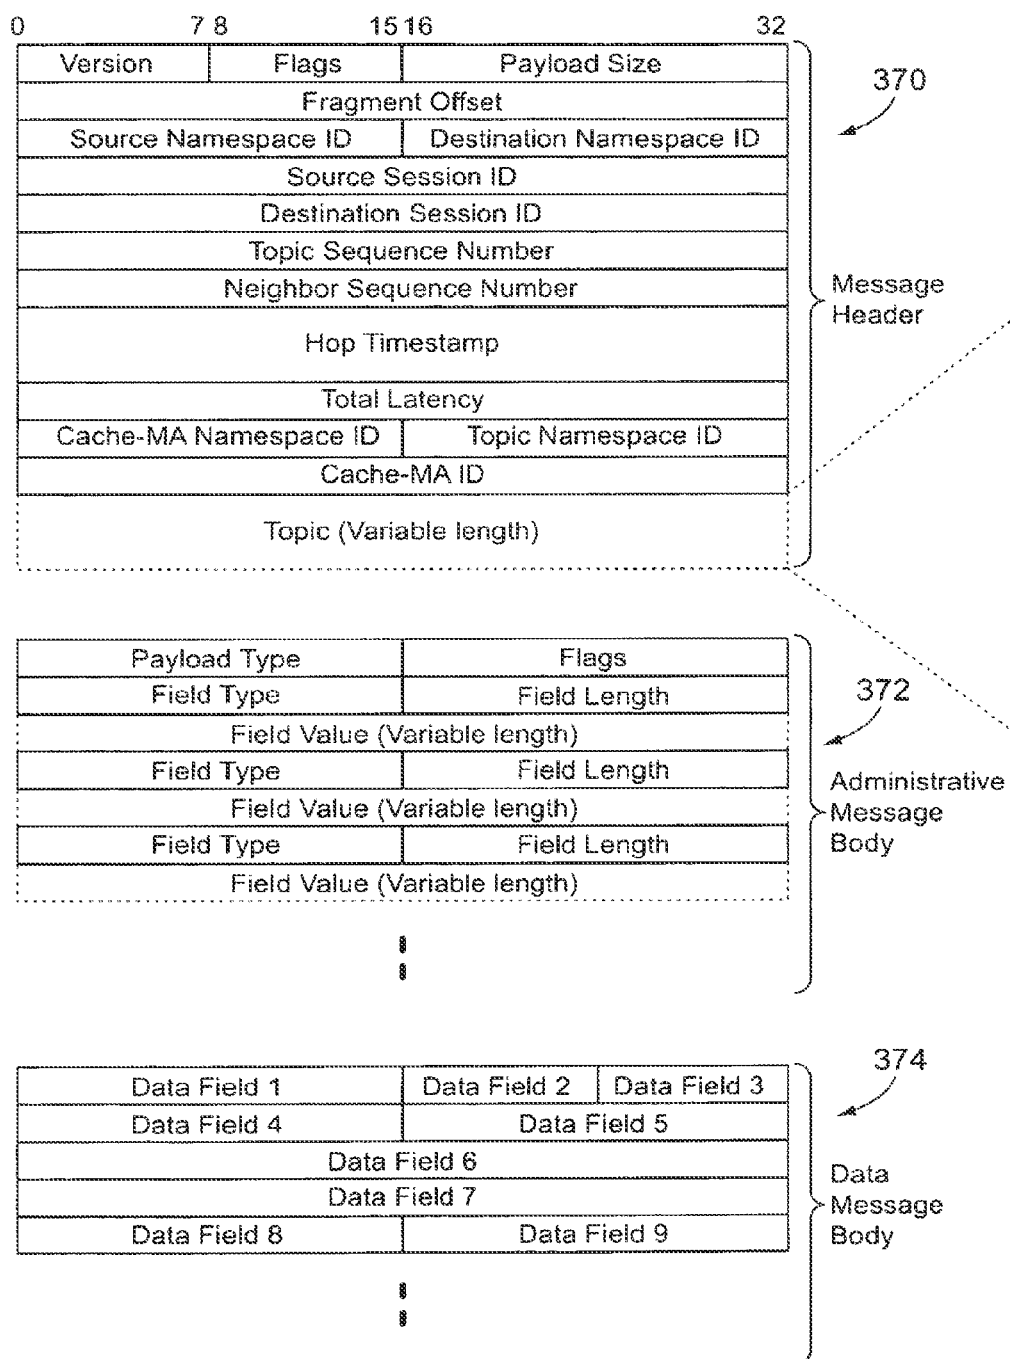 0 7 8 15 16 32
Version Flags Payload Size
370
Fragment Offset
Source Namespace ID Destination Namespace ID
Source Session ID
Destination Session ID
Topic Sequence Number
Neighbor Sequence Number
Message
Header
Hop Timestamp
Total Latency
Cache-MA Namespace ID Topic Namespace ID
Cache-MA ID
Topic (Variable length)
Payload Type Flags
372
Field Type Field Length
Field Value (Variable length)
Field Type Field Length
Field Value (Variable length)
Field Type Field Length
Field Value (Variable length)
Administrative
Message
Body
374
Data Field 1 Data Field 2 Data Field 3
Data Field 4 Data Field 5
Data Field 6
Data Field 7
Data Field 8 Data Field 9
Data
Message
Body